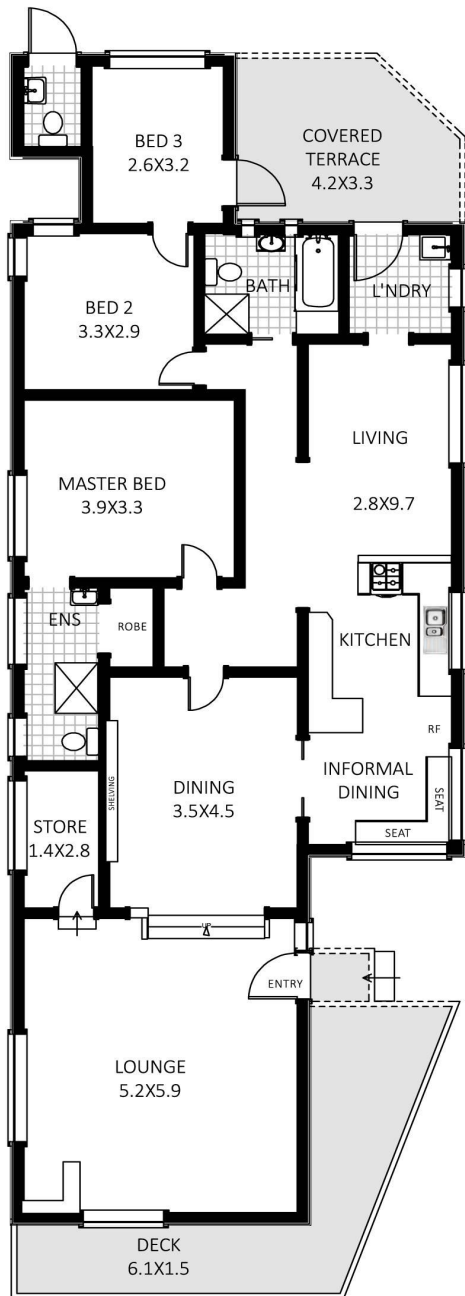 BED 3
2.6X3.2
COVERED
TERRACE
4.2X3.3
BATH
L'NDRY
BED 2
3.3X2.9
LIVING
2.8X9.7
MASTER BED
3.9X3.3
ENS
ROBE
KITCHEN
RF
INFORMAL
DINING
SEAT
SEAT
DINING
3.5X4.5
SHELVING
STORE
1.4X2.8
UP
ENTRY
LOUNGE
5.2X5.9
DECK
6.1X1.5